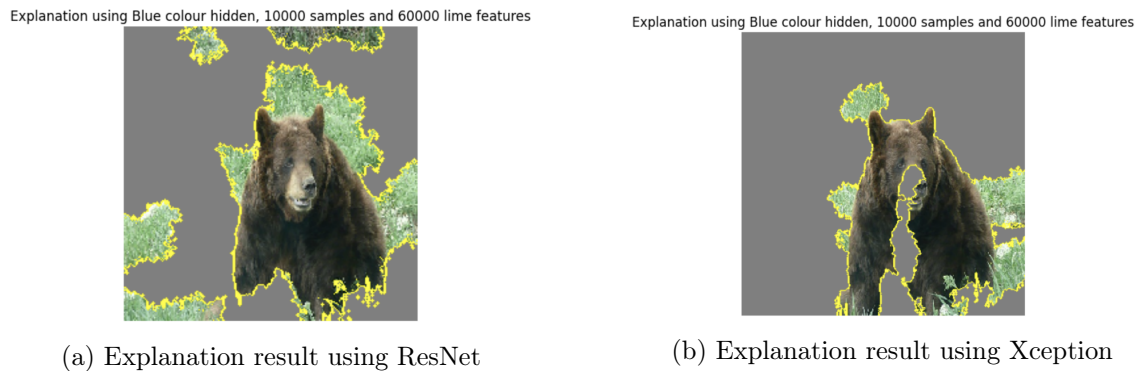 Explanation using Blue colour hidden, 10000 samples and 60000 lime features
(a) Explanation result using ResNet
Explanation using Blue colour hidden, 10000 samples and 60000 lime features
(b) Explanation result using Xception